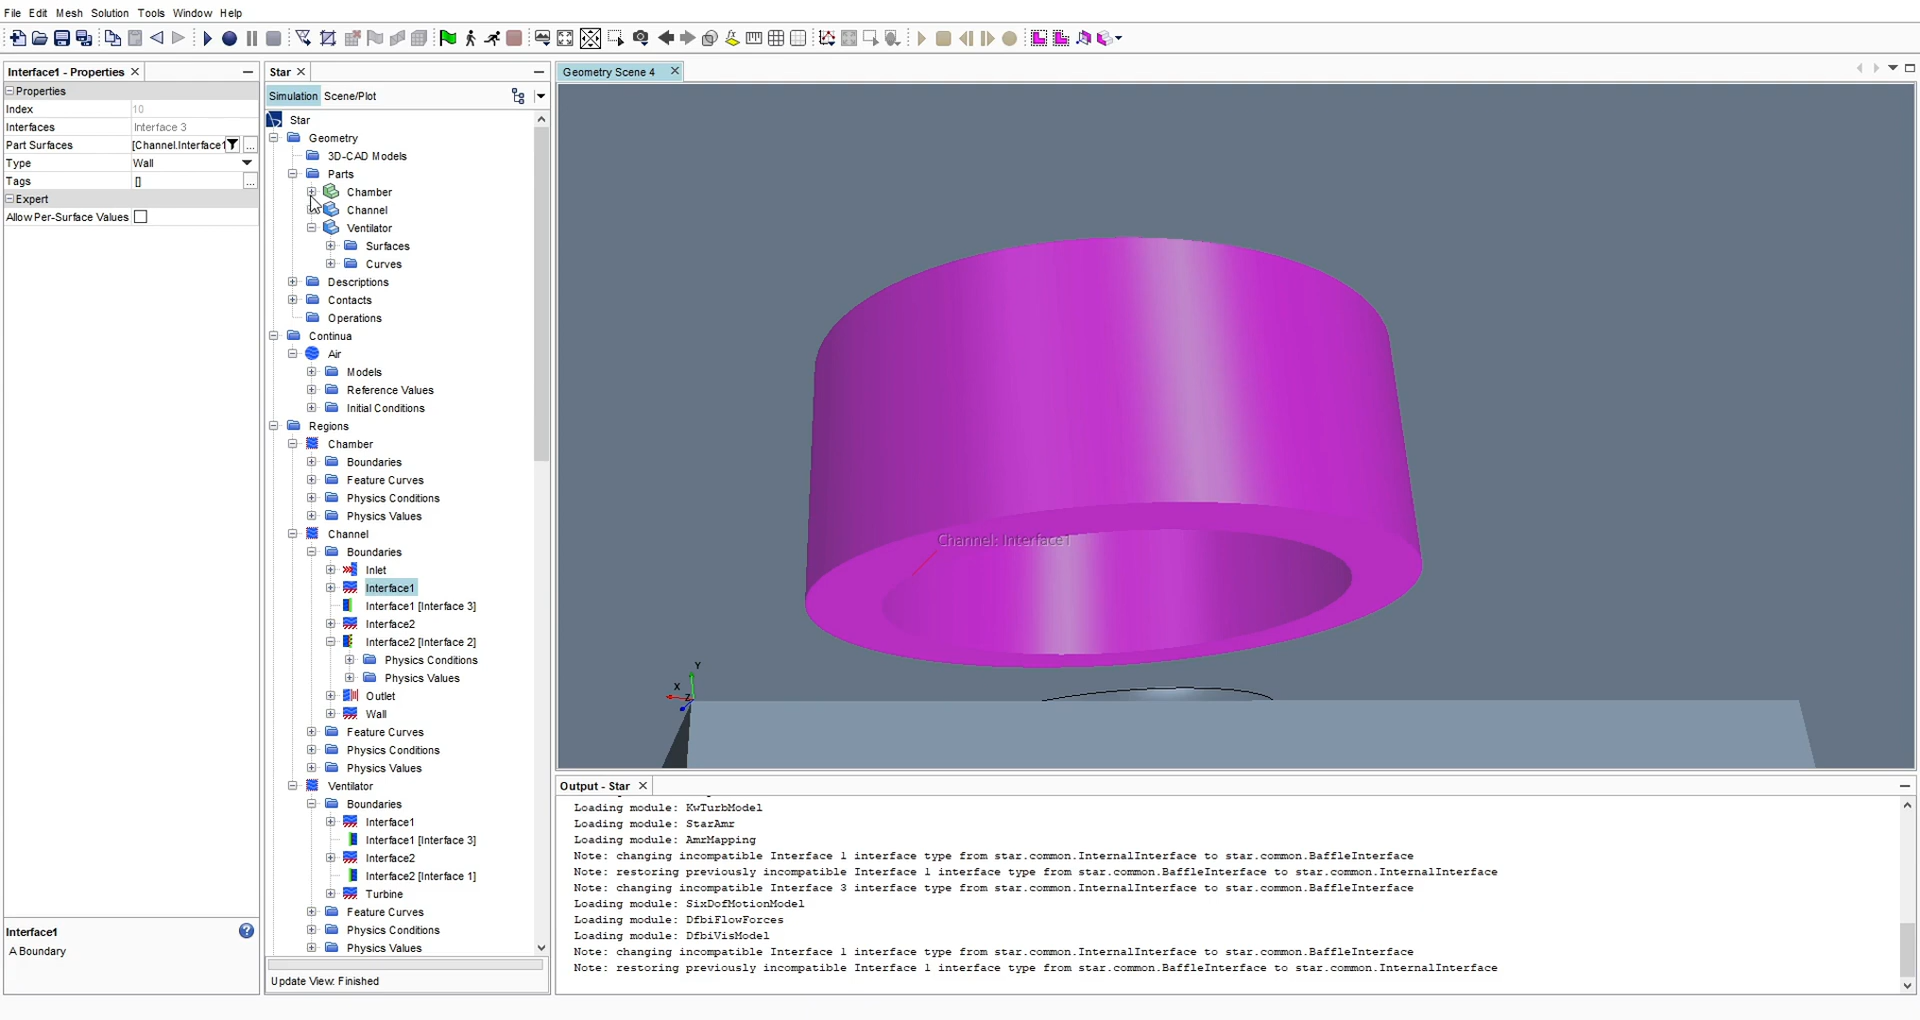 File Edit Mesh Solution Tools Window Help
Interface1 - Properties
Properties
Index 10
Interfaces Interface 3
Part Surfaces [Channel.Interface1 ...
Type Wall
Tags [] ...
Expert
Allow Per-Surface Values
Interface1
A Boundary
Star
Simulation Scene/Plot
Star
Geometry
3D-CAD Models
Parts
Chamber
Channel
Ventilator
Surfaces
Curves
Descriptions
Contacts
Operations
Continua
Air
Models
Reference Values
Initial Conditions
Regions
Chamber
Boundaries
Feature Curves
Physics Conditions
Physics Values
Channel
Boundaries
Inlet
Interface1
Interface1 [Interface 3]
Interface2
Interface2 [Interface 2]
Physics Conditions
Physics Values
Outlet
Wall
Feature Curves
Physics Conditions
Physics Values
Ventilator
Boundaries
Interface1
Interface1 [Interface 3]
Interface2
Interface2 [Interface 1]
Turbine
Feature Curves
Physics Conditions
Physics Values
Update View: Finished
Geometry Scene 4
Channel: Interface1
Y
X
Z
Output - Star
Loading module: KwTurbModel
Loading module: StarAmr
Loading module: AmrMapping
Note: changing incompatible Interface 1 interface type from star.common.InternalInterface to star.common.BaffleInterface
Note: restoring previously incompatible Interface 1 interface type from star.common.BaffleInterface to star.common.InternalInterface
Note: changing incompatible Interface 3 interface type from star.common.InternalInterface to star.common.BaffleInterface
Loading module: SixDofMotionModel
Loading module: DfbiFlowForces
Loading module: DfbiVisModel
Note: changing incompatible Interface 1 interface type from star.common.InternalInterface to star.common.BaffleInterface
Note: restoring previously incompatible Interface 1 interface type from star.common.BaffleInterface to star.common.InternalInterface